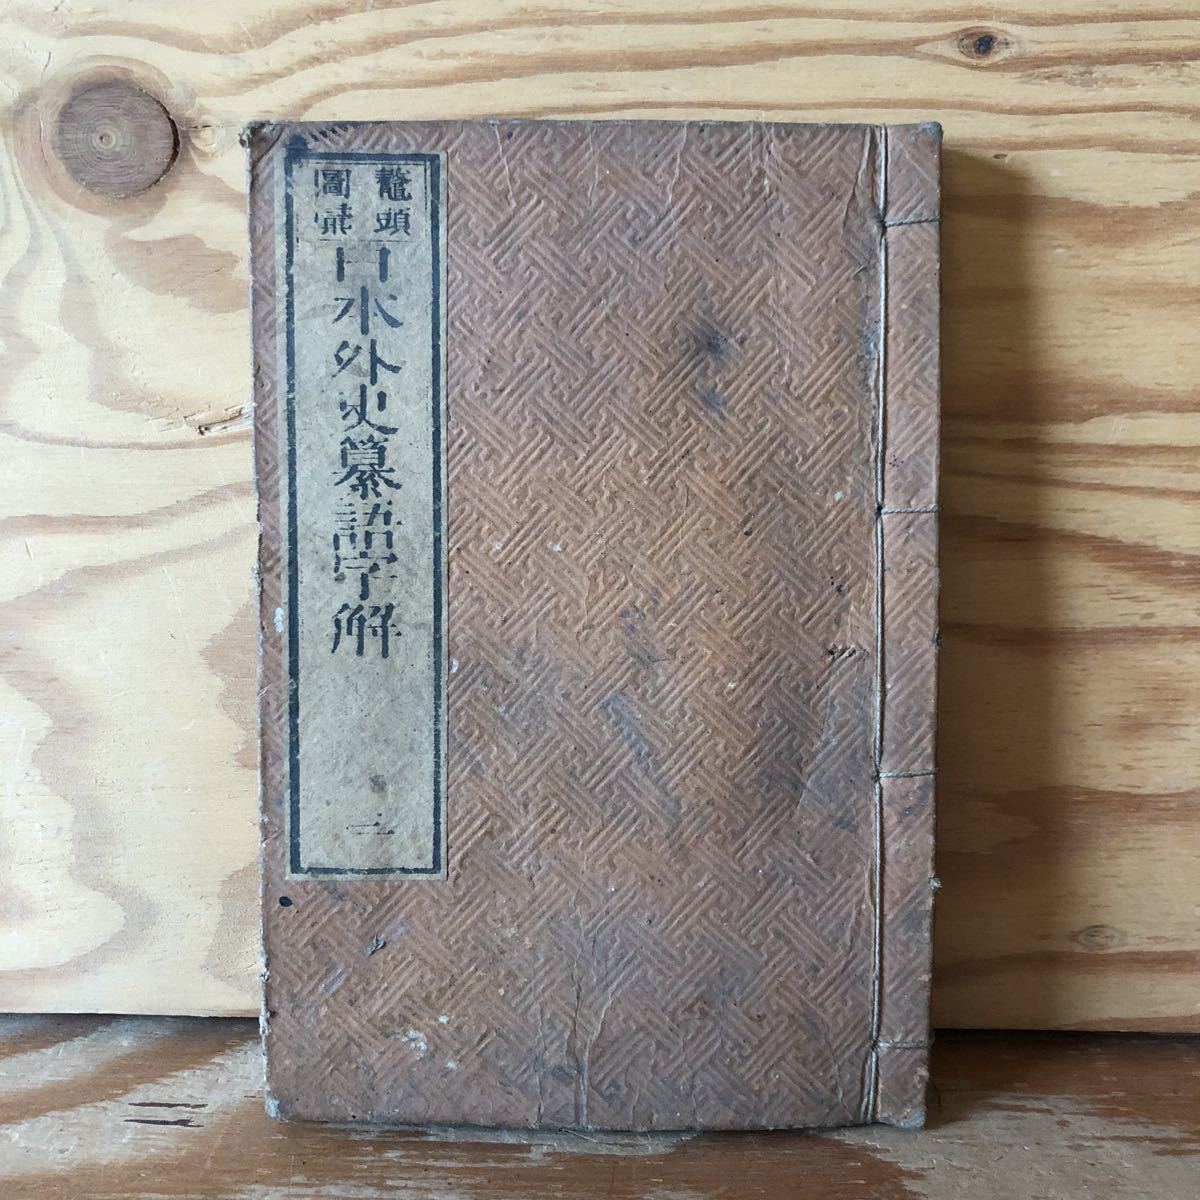 鼇頭
圖彙
日本外史纂語字解
二